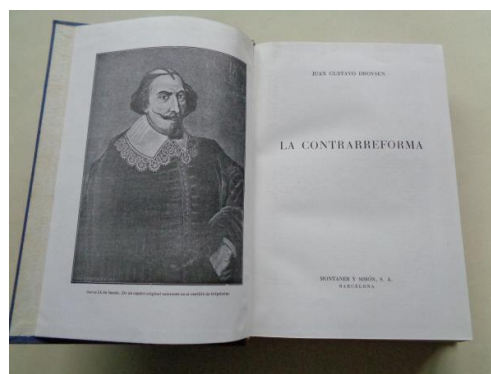 JUAN GUSTAVO DROYSEN
LA CONTRARREFORMA
MONTANER Y SIMÓN, S. A.
BARCELONA